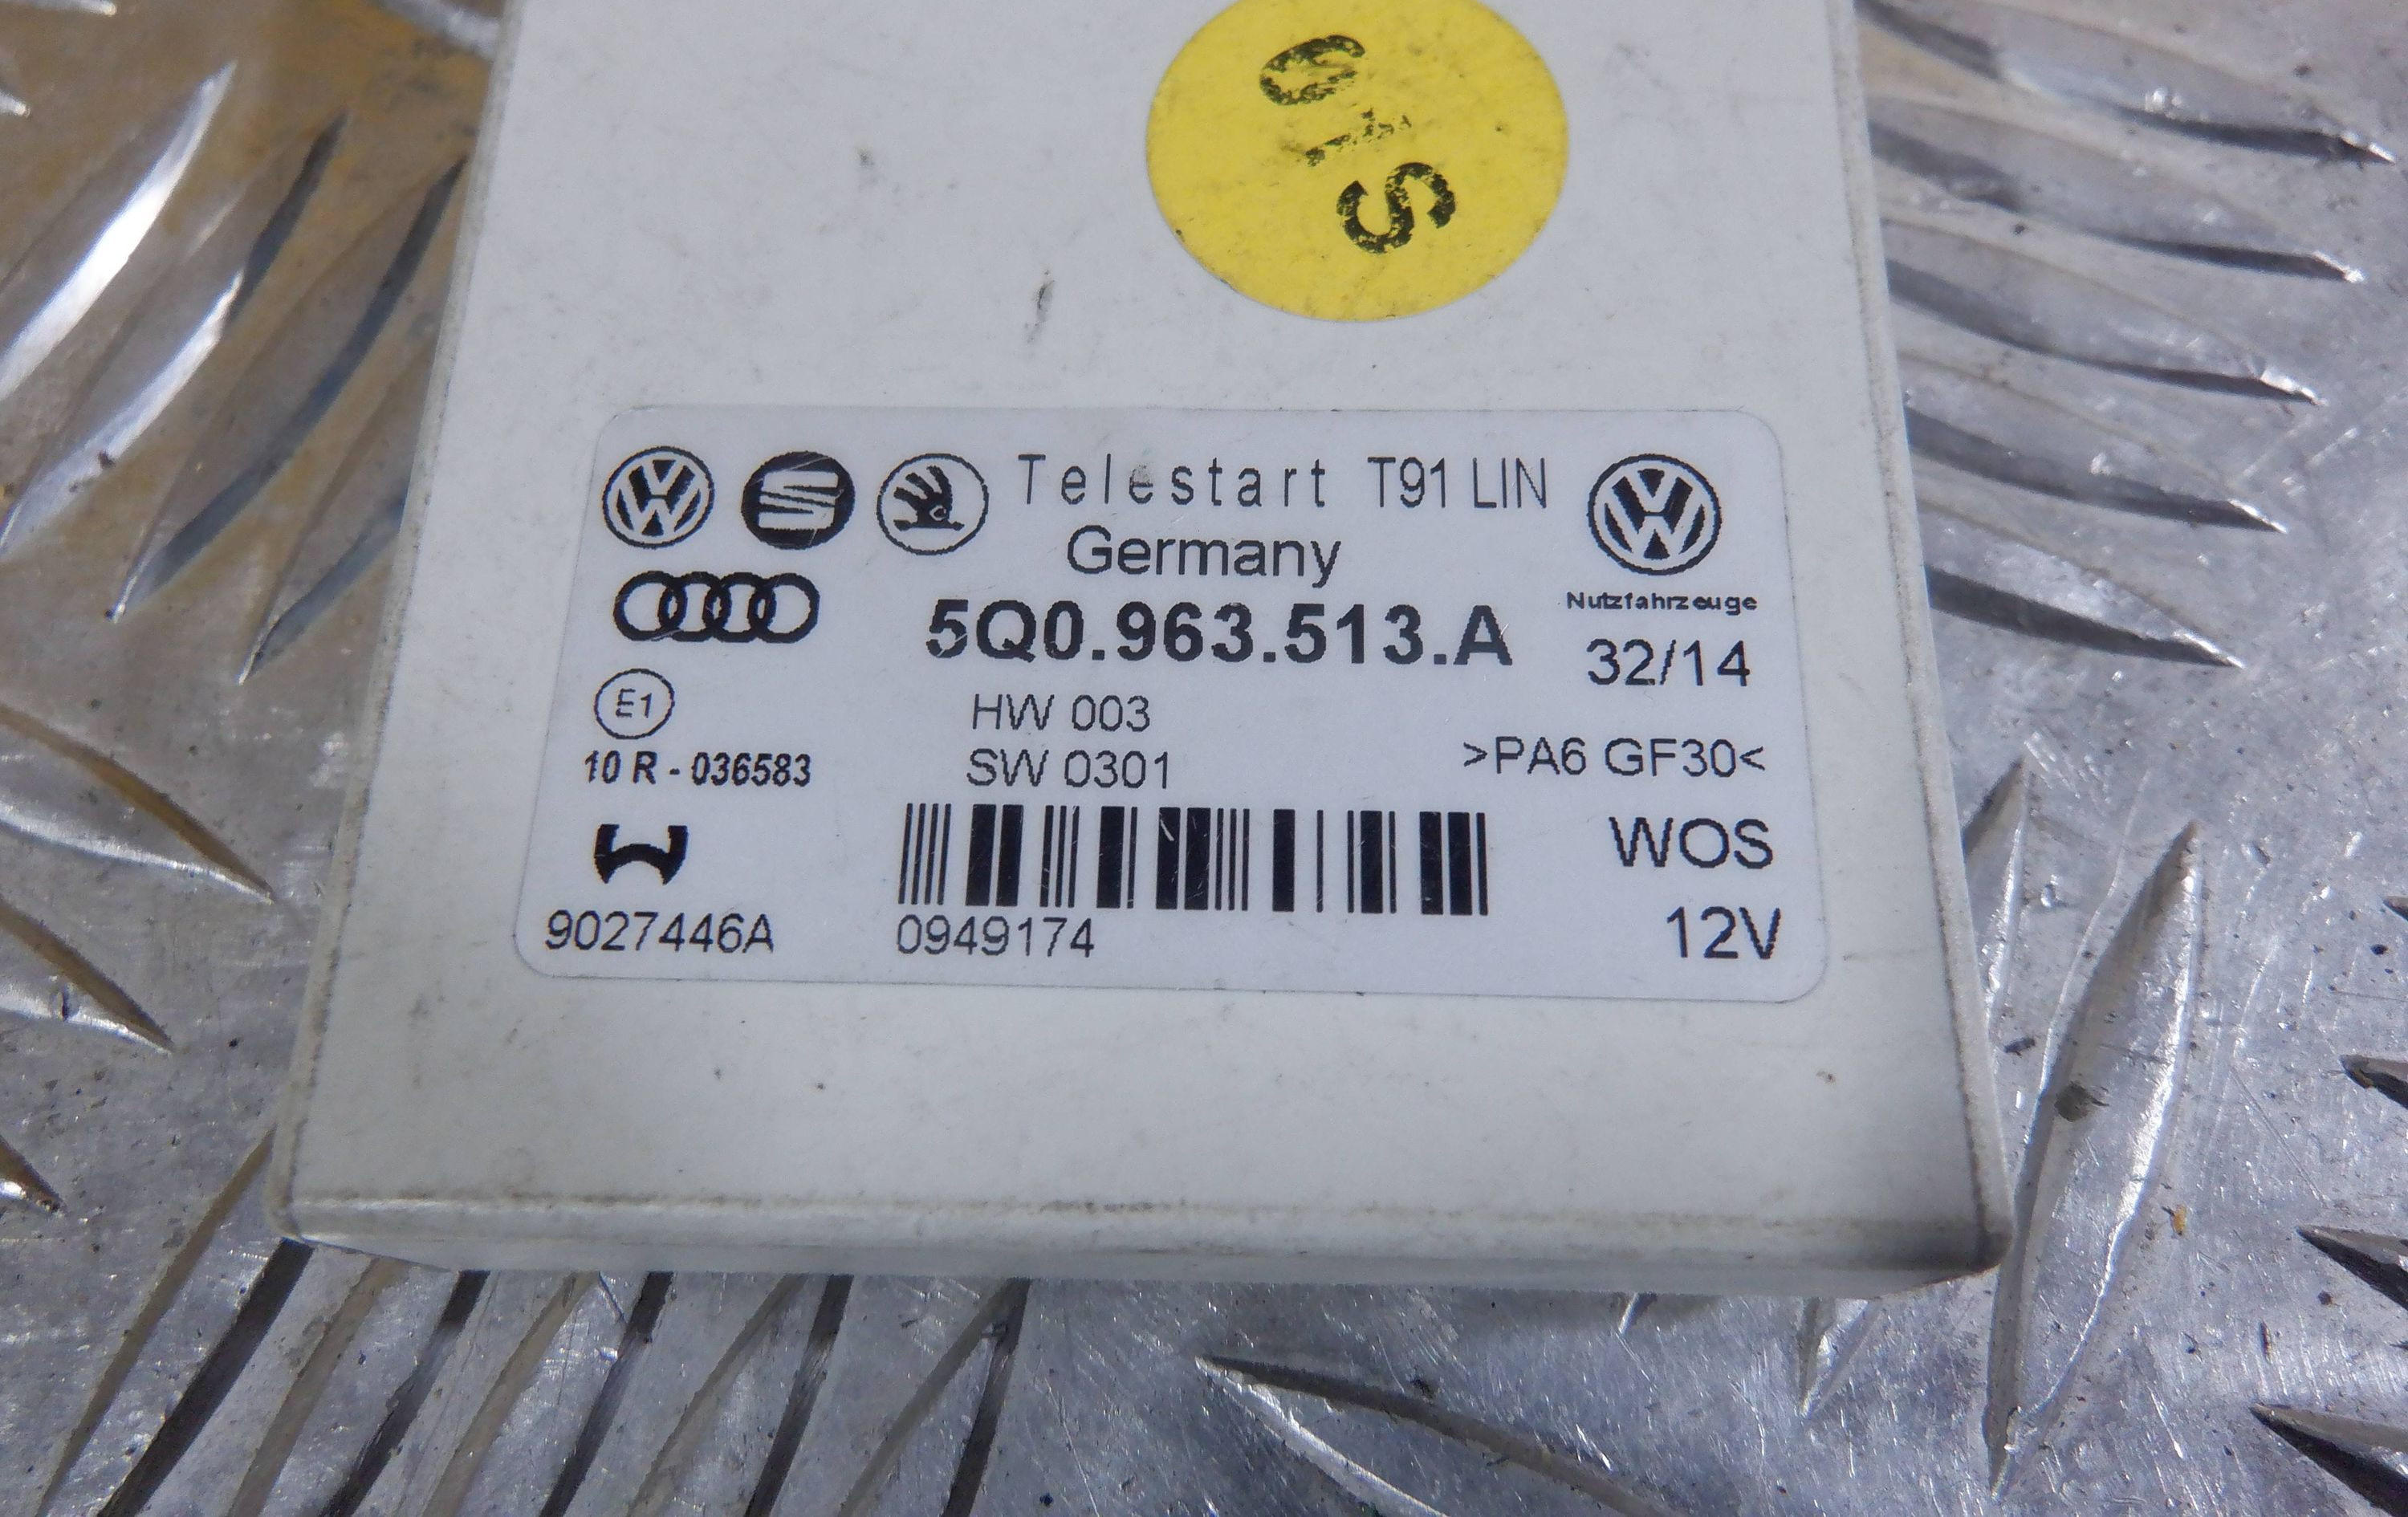 S10
Telestart T91 LIN
Germany
5Q0.963.513.A
Nutzfahrzeuge
32/14
E1
HW 003
10 R - 036583
SW 0301
>PA6 GF30<
WOS
9027446A
0949174
12V